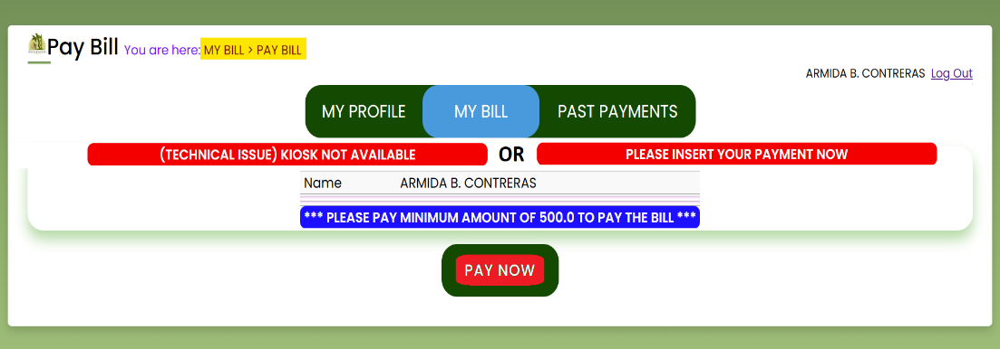 Pay Bill You are here: MY BILL > PAY BILL
ARMIDA B. CONTRERAS Log Out
MY PROFILE MY BILL PAST PAYMENTS
(TECHNICAL ISSUE) KIOSK NOT AVAILABLE OR PLEASE INSERT YOUR PAYMENT NOW
Name ARMIDA B. CONTRERAS
*** PLEASE PAY MINIMUM AMOUNT OF 500.0 TO PAY THE BILL ***
PAY NOW